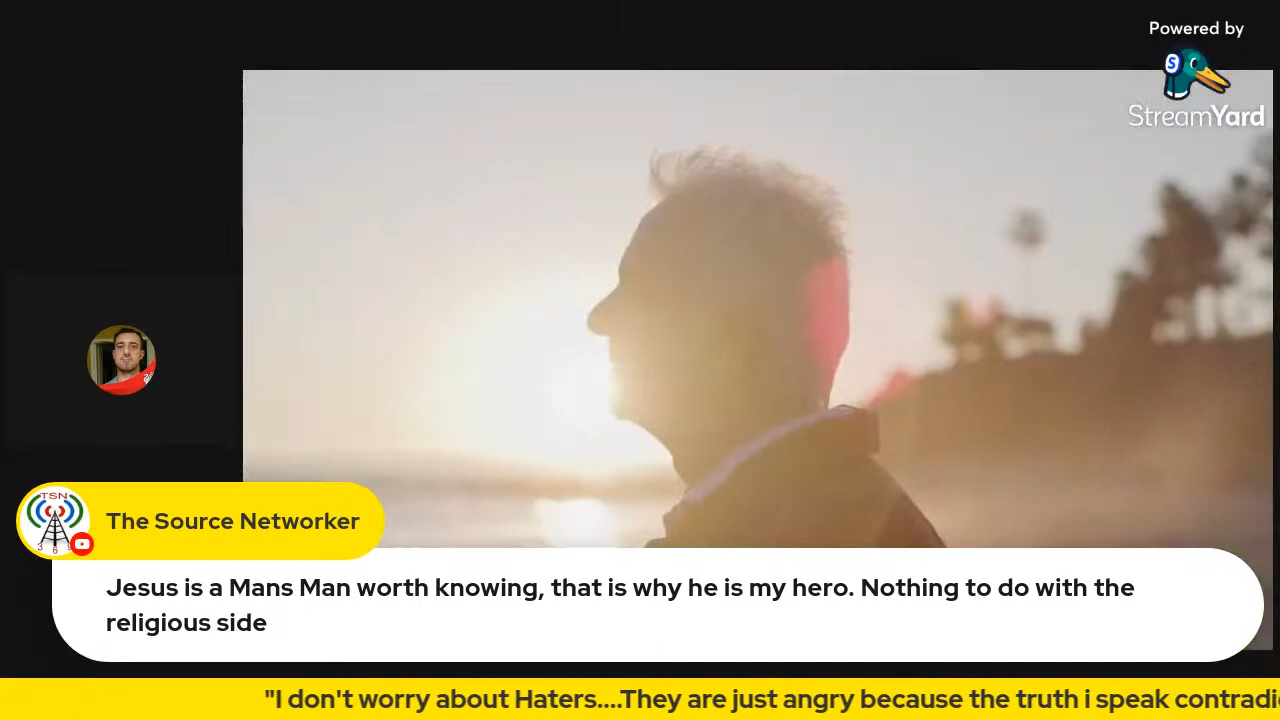 Powered by
StreamYard
TSN
The Source Networker
Jesus is a Mans Man worth knowing, that is why he is my hero. Nothing to do with the
religious side
"I don't worry about Haters....They are just angry because the truth i speak